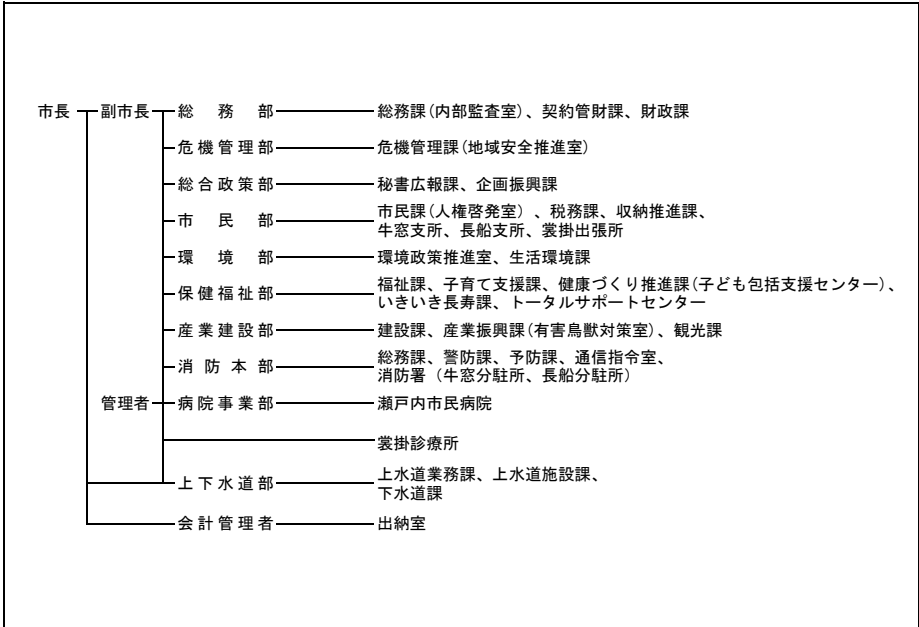 市長 副市長 総務部 総務課(内部監査室)、契約管財課、財政課
危機管理部 危機管理課(地域安全推進室)
総合政策部 秘書広報課、企画振興課
市民部 市民課(人権啓発室)、税務課、収納推進課、
牛窓支所、長船支所、裳掛出張所
環境部 環境政策推進室、生活環境課
保健福祉部 福祉課、子育て支援課、健康づくり推進課(子ども包括支援センター)、
いきいき長寿課、トータルサポートセンター
産業建設部 建設課、産業振興課(有害鳥獣対策室)、観光課
消防本部 総務課、警防課、予防課、通信指令室、
消防署(牛窓分駐所、長船分駐所)
管理者 病院事業部 瀬戸内市民病院
裳掛診療所
上下水道部 上水道業務課、上水道施設課、
下水道課
会計管理者 出納室